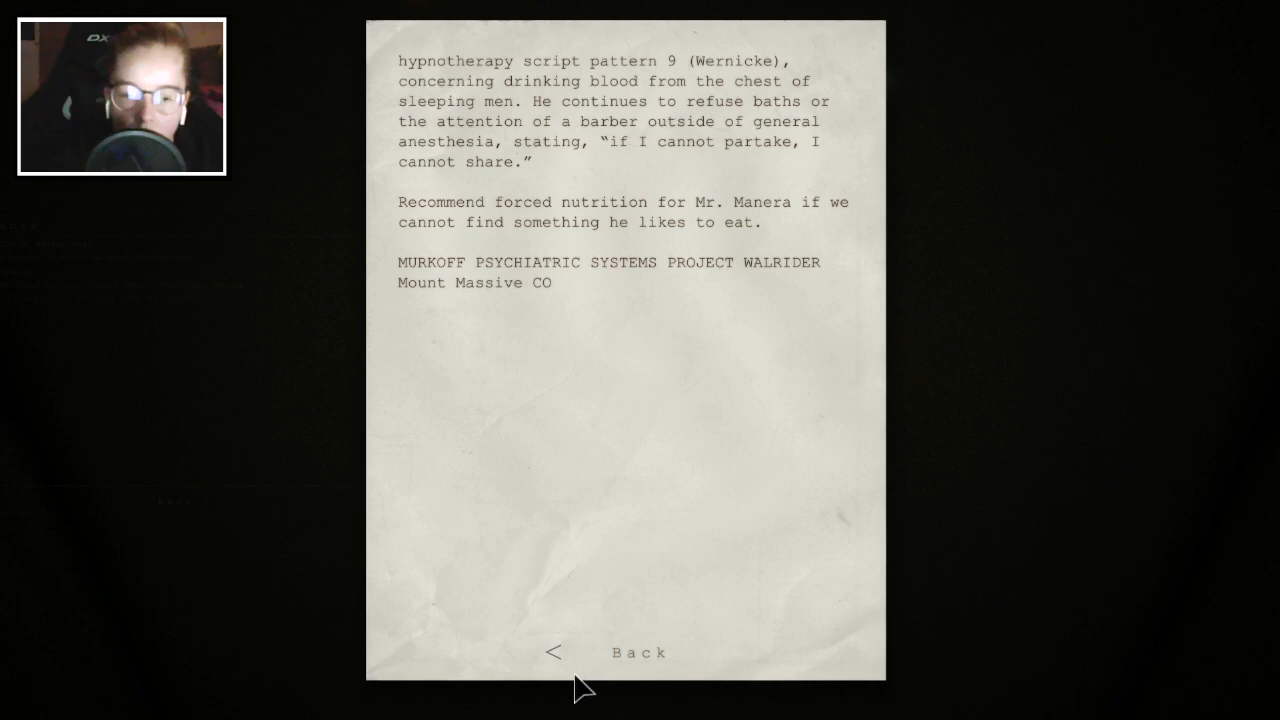 DX
hypnotherapy script pattern 9 (Wernicke),
concerning drinking blood from the chest of
sleeping men. He continues to refuse baths or
the attention of a barber outside of general
anesthesia, stating, “if I cannot partake, I
cannot share.”
Recommend forced nutrition for Mr. Manera if we
cannot find something he likes to eat.
MURKOFF PSYCHIATRIC SYSTEMS PROJECT WALRIDER
Mount Massive CO
< Back
Back